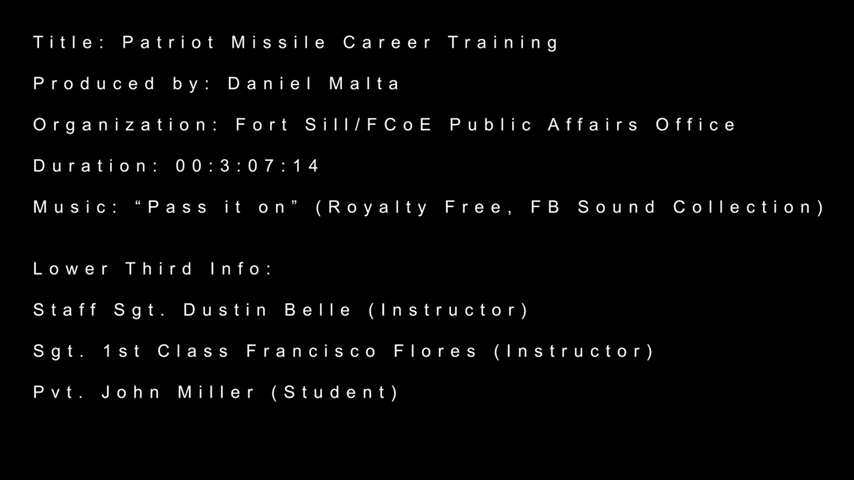 Title: Patriot Missile Career Training
Produced by: Daniel Malta
Organization: Fort Sill/FCoE Public Affairs Office
Duration: 00:3:07:14
Music: “Pass it on” (Royalty Free, FB Sound Collection)
Lower Third Info:
Staff Sgt. Dustin Belle (Instructor)
Sgt. 1st Class Francisco Flores (Instructor)
Pvt. John Miller (Student)